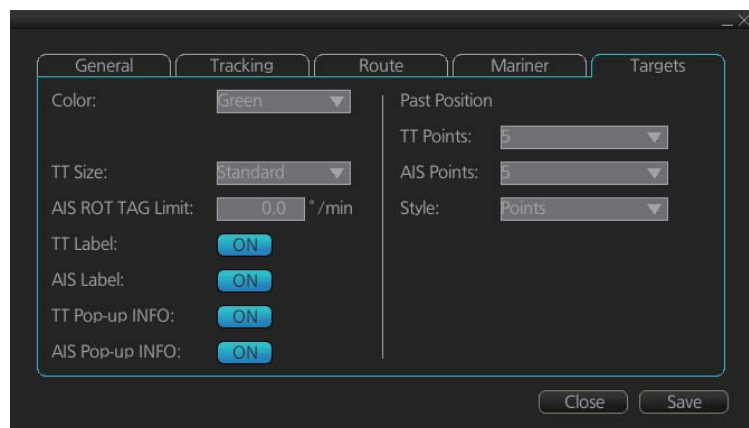 General Tracking Route Mariner Targets
Color: Green
TT Size: Standard
AIS ROT TAG Limit: 0.0 °/min
TT Label: ON
AIS Label: ON
TT Pop-up INFO: ON
AIS Pop-up INFO: ON
Past Position
TT Points: 5
AIS Points: 5
Style: Points
Close Save